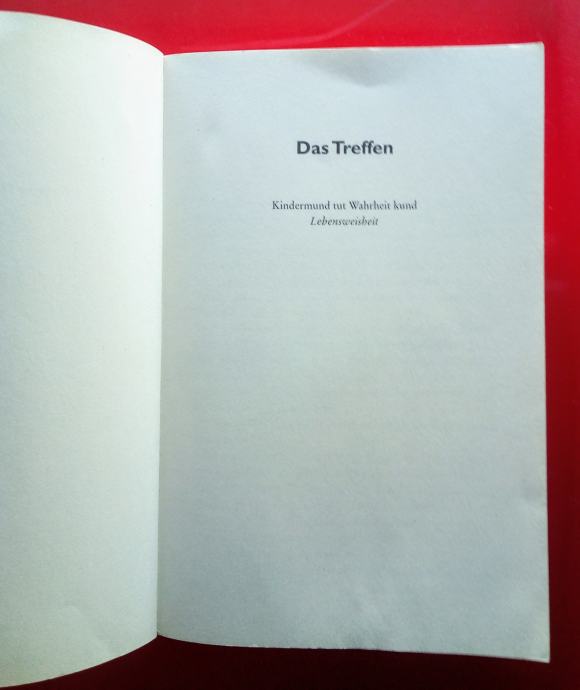 Das Treffen
Kindermund tut Wahrheit kund
Lebensweisheit